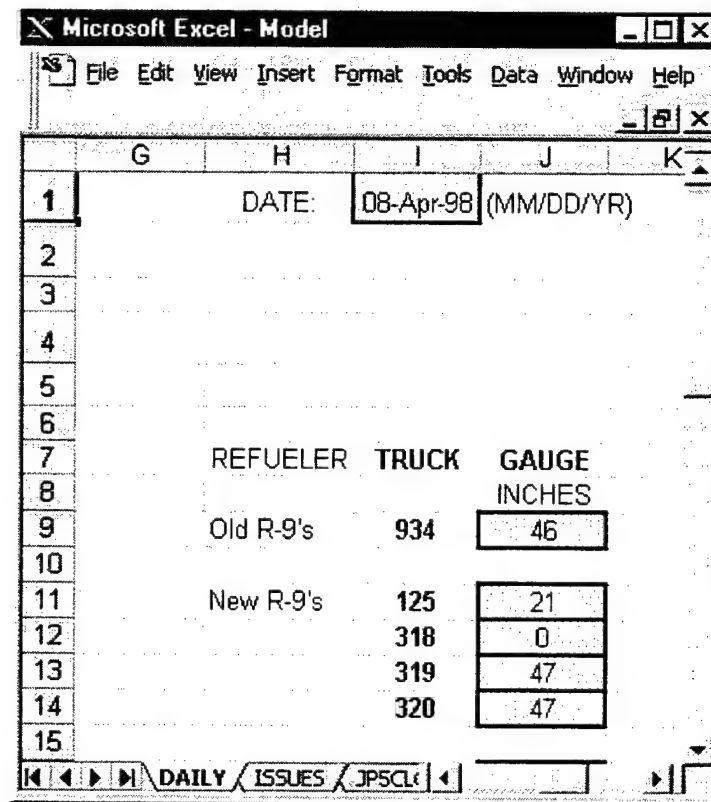 Microsoft Excel - Model
File Edit View Insert Format Tools Data Window Help
G H I J K
1 DATE: 08-Apr-98 (MM/DD/YR)
2
3
4
5
6
7 REFUELER TRUCK GAUGE
8 INCHES
9 Old R-9's 934 46
10
11 New R-9's 125 21
12 318 0
13 319 47
14 320 47
15
DAILY ISSUES